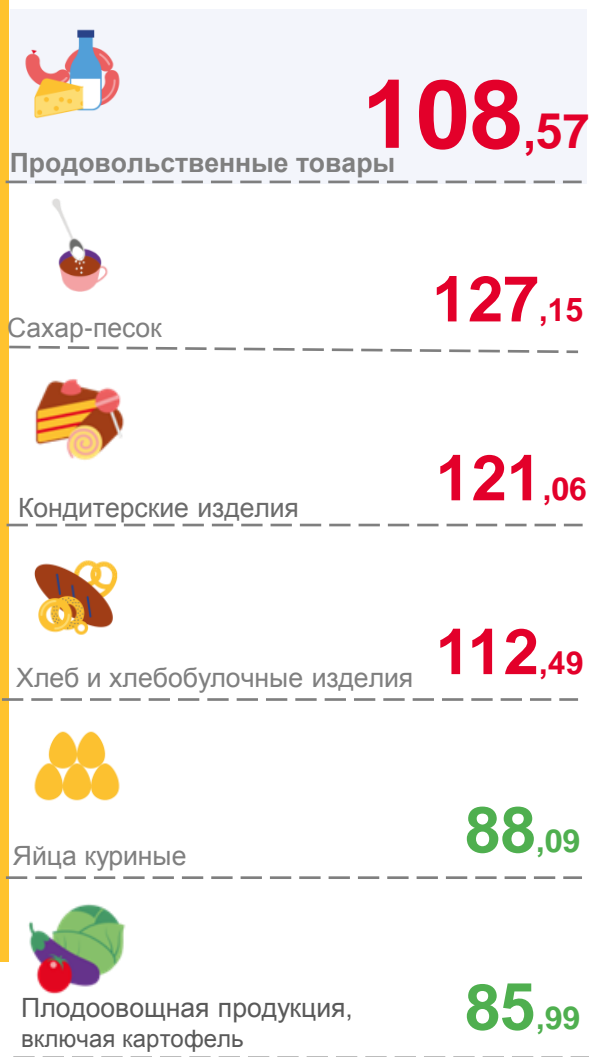 108,57
Продовольственные товары
127,15
Сахар-песок
121,06
Кондитерские изделия
112,49
Хлеб и хлебобулочные изделия
88,09
Яйца куриные
85,99
Плодоовощная продукция,
включая картофель